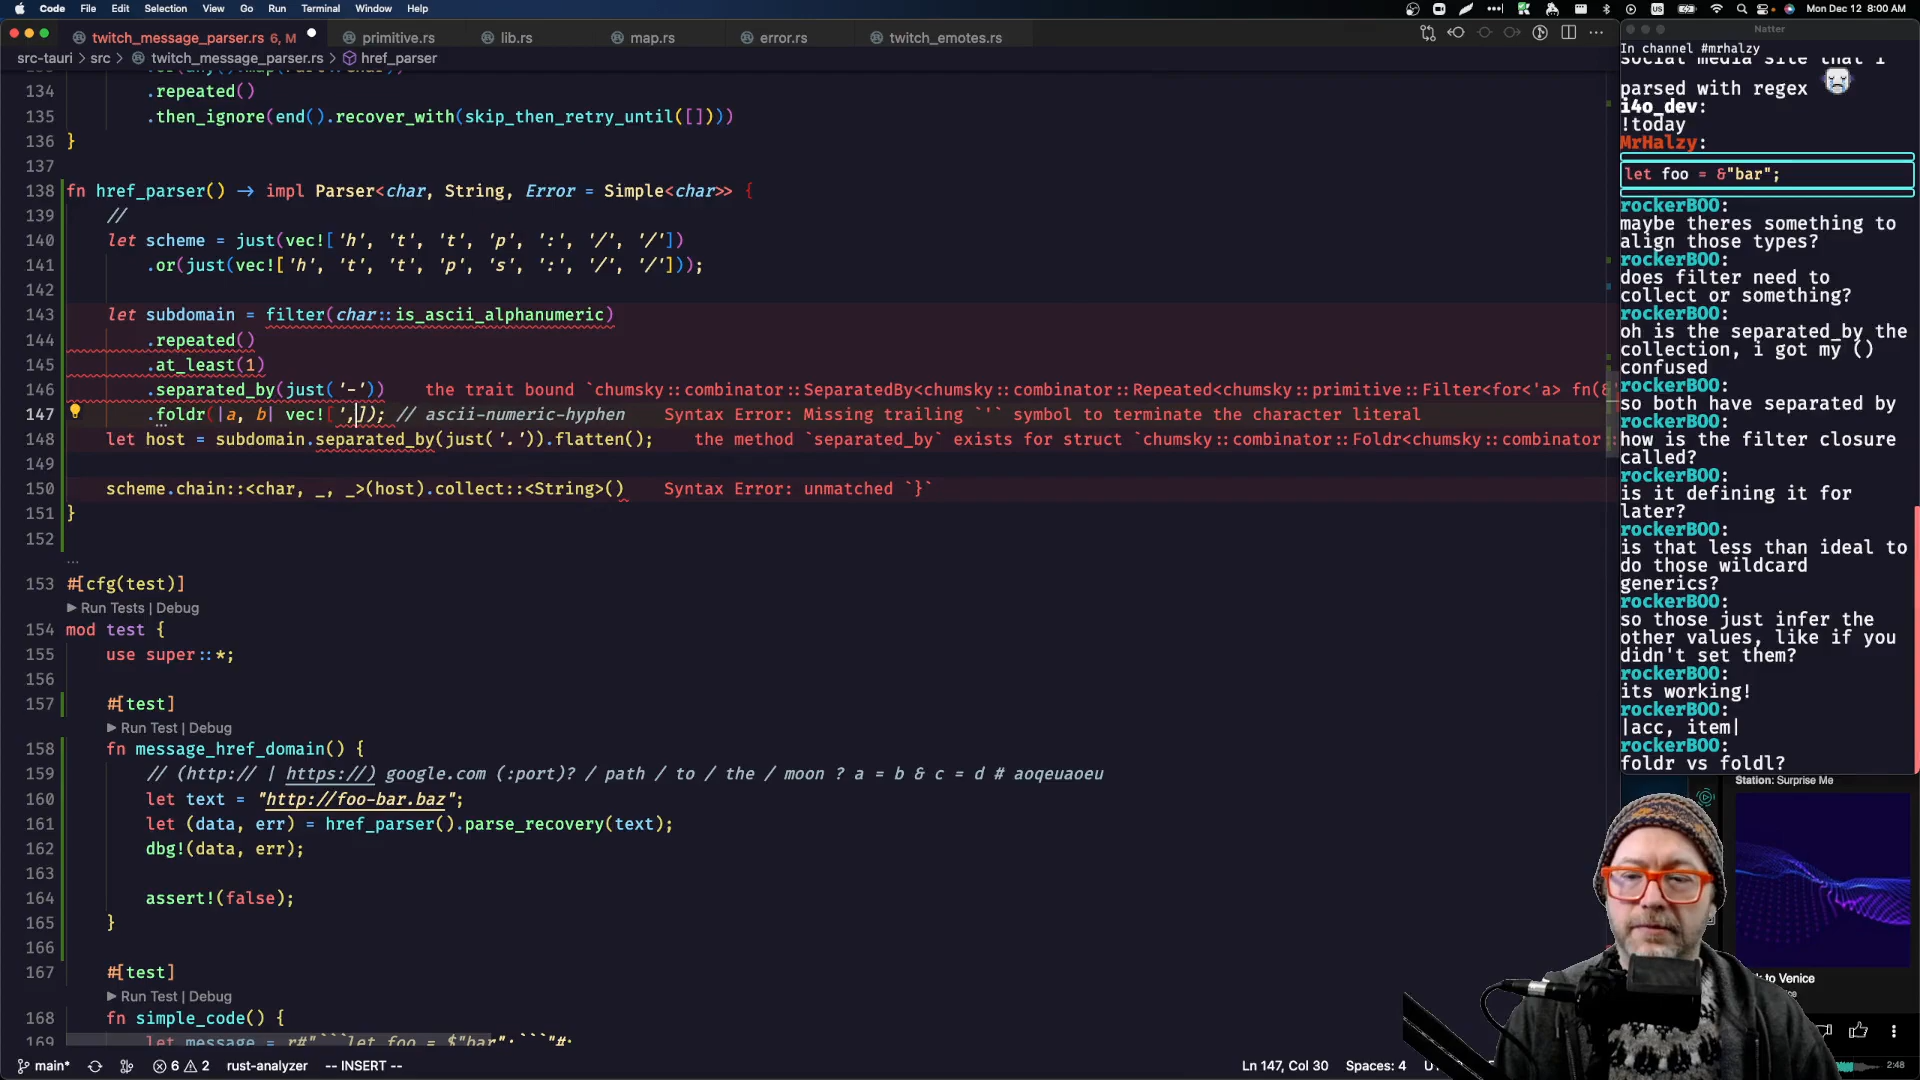 Code File Edit Selection View Go Run Terminal Window Help
US
Mon Dec 12 8:00 AM
twitch_message_parser.rs 6, M
primitive.rs
lib.rs
map.rs
error.rs
twitch_emotes.rs
src-tauri > src > twitch_message_parser.rs > href_parser
134 .repeated()
135 .then_ignore(end().recover_with(skip_then_retry_until([])))
136 }
137
138 fn href_parser() → impl Parser<char, String, Error = Simple<char>> {
139 //
140 let scheme = just(vec!['h', 't', 't', 'p', ':', '/', '/'])
141 .or(just(vec!['h', 't', 't', 'p', 's', ':', '/', '/']));
142
143 let subdomain = filter(char::is_ascii_alphanumeric)
144 .repeated()
145 .at_least(1)
146 .separated_by(just('-')) the trait bound `chumsky::combinator::SeparatedBy<chumsky::combinator::Repeated<chumsky::primitive::Filter<for<'a> fn(&'
147 .foldr(|a, b| vec![',]); // ascii-numeric-hyphen Syntax Error: Missing trailing `'` symbol to terminate the character literal
148 let host = subdomain.separated_by(just('.')).flatten(); the method `separated_by` exists for struct `chumsky::combinator::Foldr<chumsky::combinator::
149
150 scheme.chain::<char, _, _>(host).collect::<String>() Syntax Error: unmatched `}`
151 }
152
...
153 #[cfg(test)]
▶ Run Tests | Debug
154 mod test {
155 use super::*;
156
157 #[test]
▶ Run Test | Debug
158 fn message_href_domain() {
159 // (http:// | https://) google.com (:port)? / path / to / the / moon ? a = b & c = d # aoqeuaoeu
160 let text = "http://foo-bar.baz";
161 let (data, err) = href_parser().parse_recovery(text);
162 dbg!(data, err);
163
164 assert!(false);
165 }
166
167 #[test]
▶ Run Test | Debug
168 fn simple_code() {
169 let message = r#"```let foo = $"bar";```"#;
main* 6 2 rust-analyzer -- INSERT --
Ln 147, Col 30 Spaces: 4
Natter
In channel #mrhalzy
social media site that i
parsed with regex
i4o_dev:
!today
MrHalzy:
let foo = &"bar";
rockerBOO:
maybe theres something to
align those types?
rockerBOO:
does filter need to
collect or something?
rockerBOO:
oh is the separated_by the
collection, i got my ()
confused
rockerBOO:
so both have separated by
rockerBOO:
how is the filter closure
called?
rockerBOO:
is it defining it for
later?
rockerBOO:
is that less than ideal to
do those wildcard
generics?
rockerBOO:
so those just infer the
other values, like if you
didn't set them?
rockerBOO:
its working!
rockerBOO:
|acc, item|
rockerBOO:
foldr vs foldl?
Station: Surprise Me
to Venice
2:48